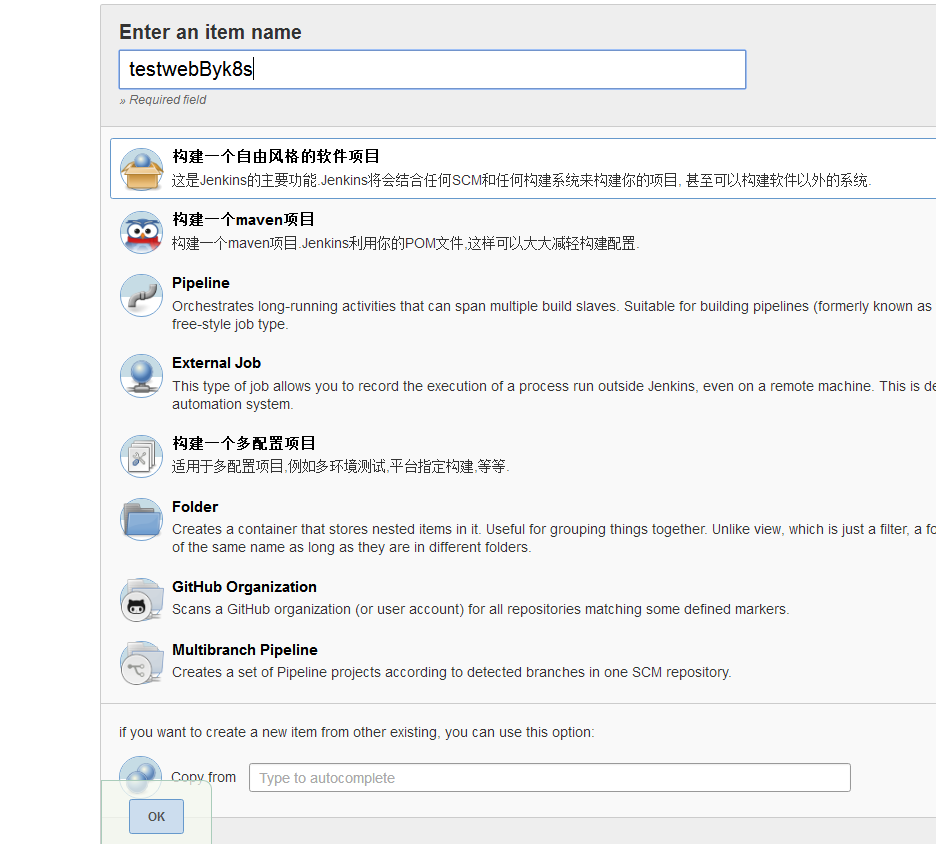 Enter an item name
testwebByk8s
» Required field
构建一个自由风格的软件项目
这是Jenkins的主要功能.Jenkins将会结合任何SCM和任何构建系统来构建你的项目, 甚至可以构建软件以外的系统.
构建一个maven项目
构建一个maven项目.Jenkins利用你的POM文件,这样可以大大减轻构建配置.
Pipeline
Orchestrates long-running activities that can span multiple build slaves. Suitable for building pipelines (formerly known as
free-style job type.
External Job
This type of job allows you to record the execution of a process run outside Jenkins, even on a remote machine. This is de
automation system.
构建一个多配置项目
适用于多配置项目,例如多环境测试,平台指定构建,等等.
Folder
Creates a container that stores nested items in it. Useful for grouping things together. Unlike view, which is just a filter, a fo
of the same name as long as they are in different folders.
GitHub Organization
Scans a GitHub organization (or user account) for all repositories matching some defined markers.
Multibranch Pipeline
Creates a set of Pipeline projects according to detected branches in one SCM repository.
if you want to create a new item from other existing, you can use this option:
Copy from Type to autocomplete
OK